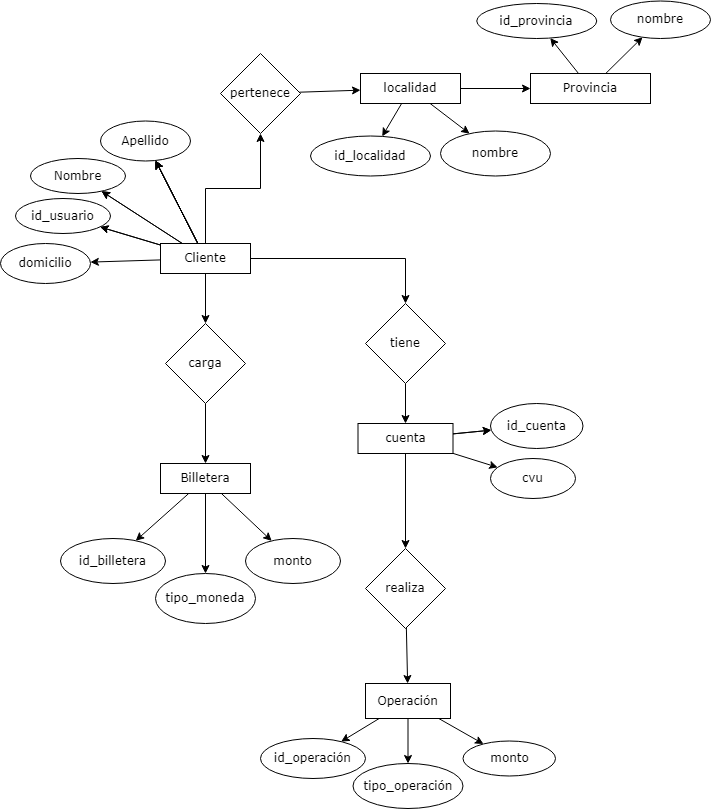 id_provincia
nombre
pertenece
localidad
Provincia
Apellido
id_localidad
nombre
Nombre
id_usuario
domicilio
Cliente
tiene
carga
id_cuenta
cuenta
Billetera
cvu
id_billetera
monto
tipo_moneda
realiza
Operación
id_operación
monto
tipo_operación